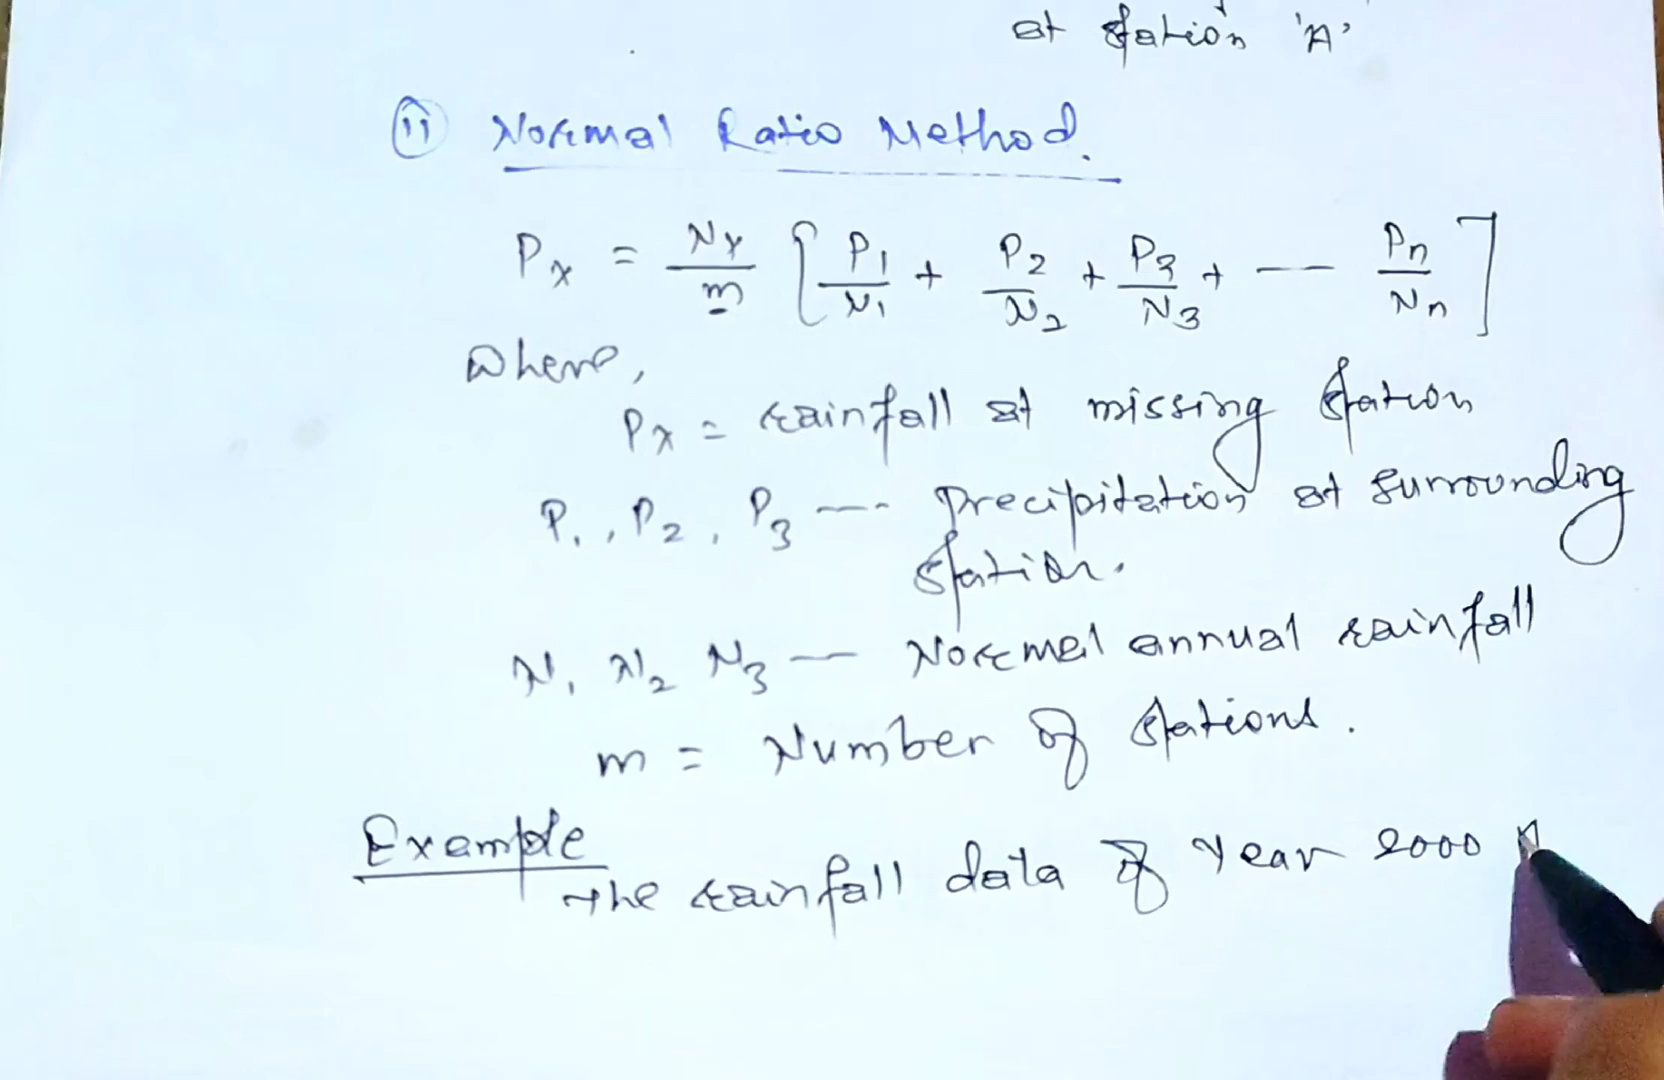 at station 'A'
(ii) Normal Ratio Method.
Px = Nx/m [P1/N1 + P2/N2 + P3/N3 + — Pn/Nn]
where,
Px = rainfall at missing station
P1, P2, P3 --- precipitation at surrounding
station.
N1 N2 N3 — Normal annual rainfall
m = Number of stations.
Example
The rainfall data of year 2000